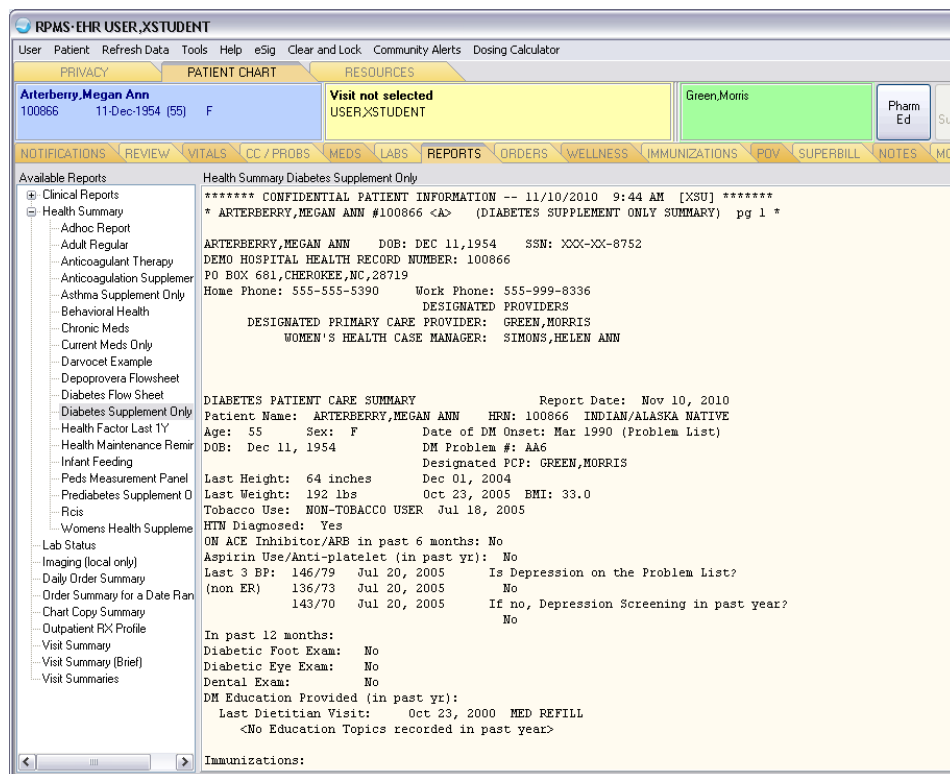 RPMS-EHR USER,XSTUDENT
User Patient Refresh Data Tools Help eSig Clear and Lock Community Alerts Dosing Calculator
PRIVACY PATIENT CHART RESOURCES
Arterberry,Megan Ann
100866 11-Dec-1954 (55) F
Visit not selected
USER,XSTUDENT
Green,Morris
Pharm
Ed
NOTIFICATIONS REVIEW VITALS CC / PROBS MEDS LABS REPORTS ORDERS WELLNESS IMMUNIZATIONS POV SUPERBILL NOTES
Available Reports
Clinical Reports
Health Summary
Adhoc Report
Adult Regular
Anticoagulant Therapy
Anticoagulation Supplemer
Asthma Supplement Only
Behavioral Health
Chronic Meds
Current Meds Only
Darvocet Example
Depoprovera Flowsheet
Diabetes Flow Sheet
Diabetes Supplement Only
Health Factor Last 1Y
Health Maintenance Remir
Infant Feeding
Peds Measurement Panel
Prediabetes Supplement O
Rcis
Womens Health Suppleme
Lab Status
Imaging (local only)
Daily Order Summary
Order Summary for a Date Ran
Chart Copy Summary
Outpatient RX Profile
Visit Summary
Visit Summary (Brief)
Visit Summaries
Health Summary Diabetes Supplement Only
******* CONFIDENTIAL PATIENT INFORMATION -- 11/10/2010 9:44 AM [XSU] *******
* ARTERBERRY,MEGAN ANN #100866 <A> (DIABETES SUPPLEMENT ONLY SUMMARY) pg 1 *
ARTERBERRY,MEGAN ANN DOB: DEC 11,1954 SSN: XXX-XX-8752
DEMO HOSPITAL HEALTH RECORD NUMBER: 100866
PO BOX 681,CHEROKEE,NC,28719
Home Phone: 555-555-5390 Work Phone: 555-999-8336
DESIGNATED PROVIDERS
DESIGNATED PRIMARY CARE PROVIDER: GREEN,MORRIS
WOMEN'S HEALTH CASE MANAGER: SIMONS,HELEN ANN
DIABETES PATIENT CARE SUMMARY Report Date: Nov 10, 2010
Patient Name: ARTERBERRY,MEGAN ANN HRN: 100866 INDIAN/ALASKA NATIVE
Age: 55 Sex: F Date of DM Onset: Mar 1990 (Problem List)
DOB: Dec 11, 1954 DM Problem #: AA6
Designated PCP: GREEN,MORRIS
Last Height: 64 inches Dec 01, 2004
Last Weight: 192 lbs Oct 23, 2005 BMI: 33.0
Tobacco Use: NON-TOBACCO USER Jul 18, 2005
HTN Diagnosed: Yes
ON ACE Inhibitor/ARB in past 6 months: No
Aspirin Use/Anti-platelet (in past yr): No
Last 3 BP: 146/79 Jul 20, 2005 Is Depression on the Problem List?
(non ER) 136/73 Jul 20, 2005 No
143/70 Jul 20, 2005 If no, Depression Screening in past year?
No
In past 12 months:
Diabetic Foot Exam: No
Diabetic Eye Exam: No
Dental Exam: No
DM Education Provided (in past yr):
Last Dietitian Visit: Oct 23, 2000 MED REFILL
<No Education Topics recorded in past year>
Immunizations: